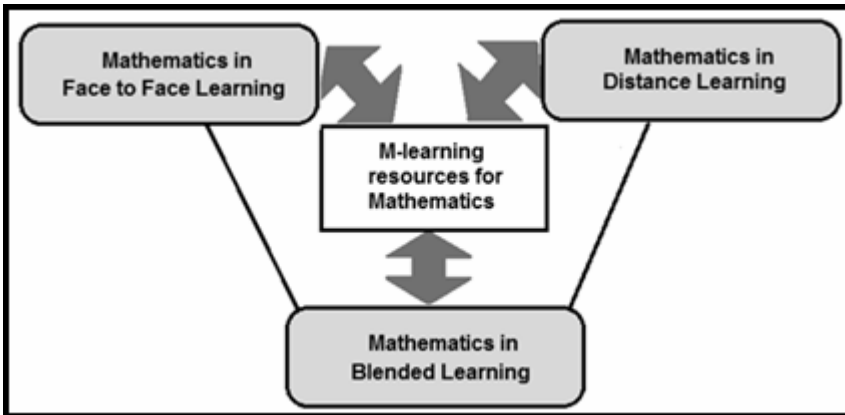 Mathematics in
Face to Face Learning
Mathematics in
Distance Learning
M-learning
resources for
Mathematics
Mathematics in
Blended Learning